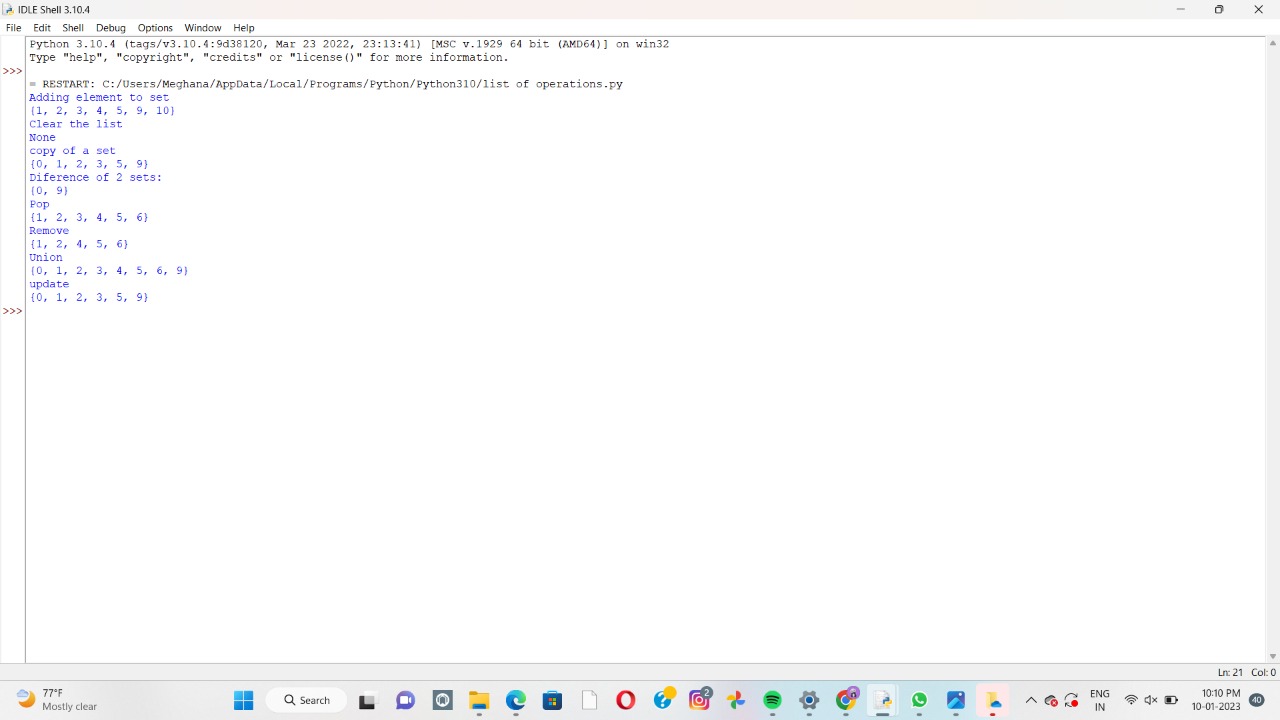 IDLE Shell 3.10.4
File Edit Shell Debug Options Window Help
Python 3.10.4 (tags/v3.10.4:9d38120, Mar 23 2022, 23:13:41) [MSC v.1929 64 bit (AMD64)] on win32
Type "help", "copyright", "credits" or "license()" for more information.
>>>
= RESTART: C:/Users/Meghana/AppData/Local/Programs/Python/Python310/list of operations.py
Adding element to set
{1, 2, 3, 4, 5, 9, 10}
Clear the list
None
copy of a set
{0, 1, 2, 3, 5, 9}
Diference of 2 sets:
{0, 9}
Pop
{1, 2, 3, 4, 5, 6}
Remove
{1, 2, 4, 5, 6}
Union
{0, 1, 2, 3, 4, 5, 6, 9}
update
{0, 1, 2, 3, 5, 9}
>>>
Ln: 21 Col: 0
77°F
Mostly clear
Search
2
ENG
IN
10:10 PM
10-01-2023
40